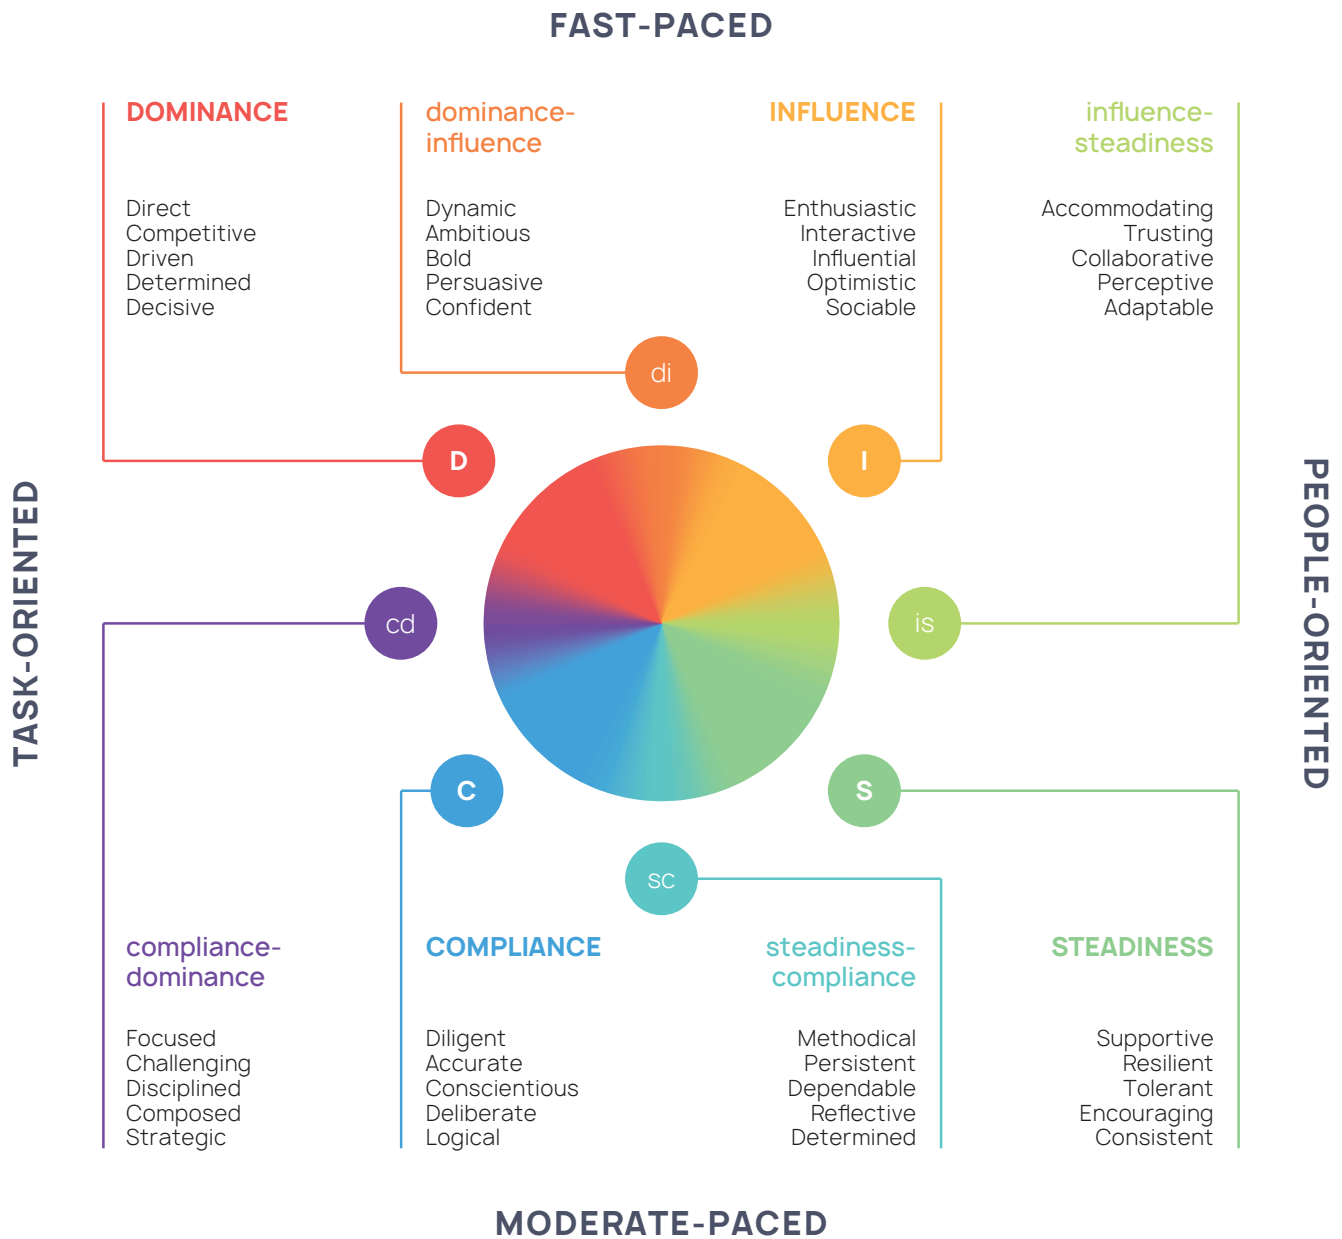 FAST-PACED
DOMINANCE
Direct
Competitive
Driven
Determined
Decisive
dominance-
influence
Dynamic
Ambitious
Bold
Persuasive
Confident
INFLUENCE
Enthusiastic
Interactive
Influential
Optimistic
Sociable
influence-
steadiness
Accommodating
Trusting
Collaborative
Perceptive
Adaptable
di
D
I
TASK-ORIENTED
cd
is
PEOPLE-ORIENTED
C
S
sc
compliance-
dominance
Focused
Challenging
Disciplined
Composed
Strategic
COMPLIANCE
Diligent
Accurate
Conscientious
Deliberate
Logical
steadiness-
compliance
Methodical
Persistent
Dependable
Reflective
Determined
STEADINESS
Supportive
Resilient
Tolerant
Encouraging
Consistent
MODERATE-PACED